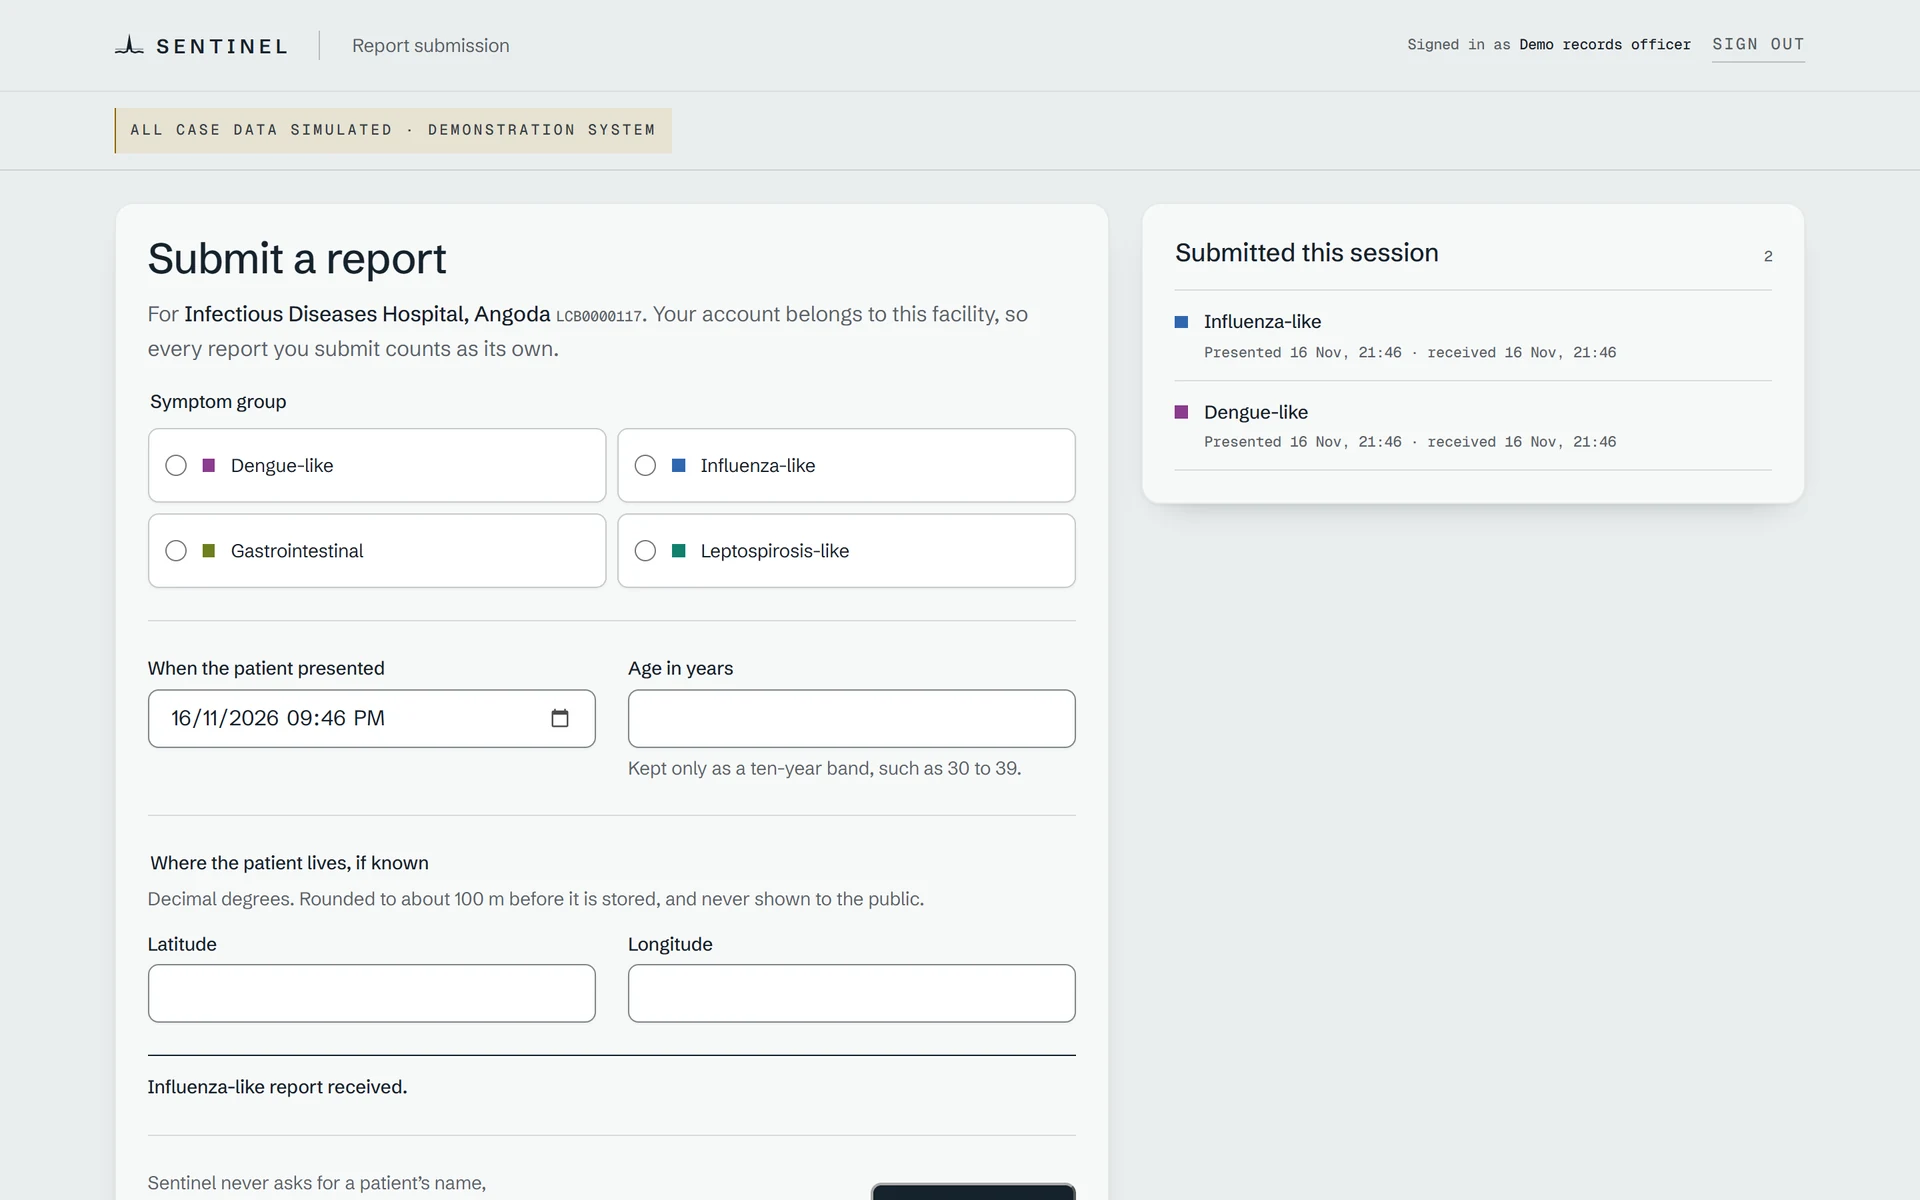 SENTINEL
Report submission
Signed in as Demo records officer
SIGN OUT
ALL CASE DATA SIMULATED · DEMONSTRATION SYSTEM
Submit a report
For Infectious Diseases Hospital, Angoda LCB0000117. Your account belongs to this facility, so
every report you submit counts as its own.
Symptom group
Dengue-like
Influenza-like
Gastrointestinal
Leptospirosis-like
When the patient presented
Age in years
16/11/2026 09:46 PM
Kept only as a ten-year band, such as 30 to 39.
Where the patient lives, if known
Decimal degrees. Rounded to about 100 m before it is stored, and never shown to the public.
Latitude
Longitude
Influenza-like report received.
Sentinel never asks for a patient’s name,
Submitted this session
2
Influenza-like
Presented 16 Nov, 21:46 · received 16 Nov, 21:46
Dengue-like
Presented 16 Nov, 21:46 · received 16 Nov, 21:46